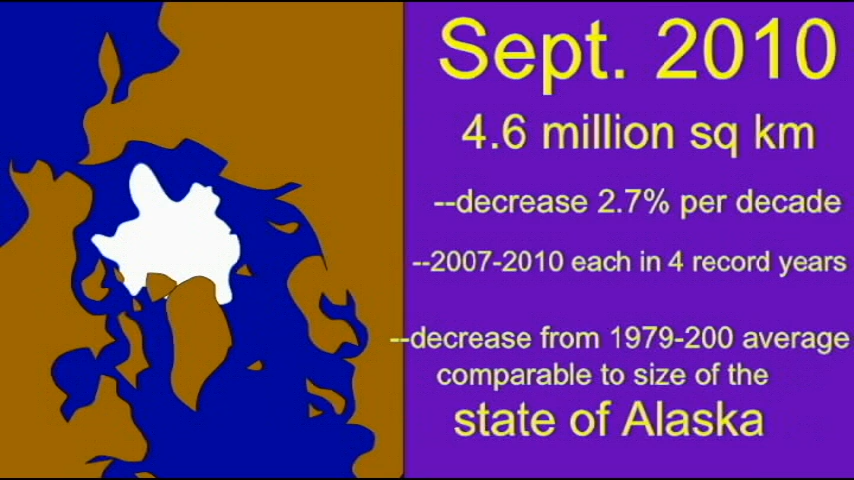 Sept. 2010
4.6 million sq km
--decrease 2.7% per decade
--2007-2010 each in 4 record years
--decrease from 1979-200 average
comparable to size of the
state of Alaska